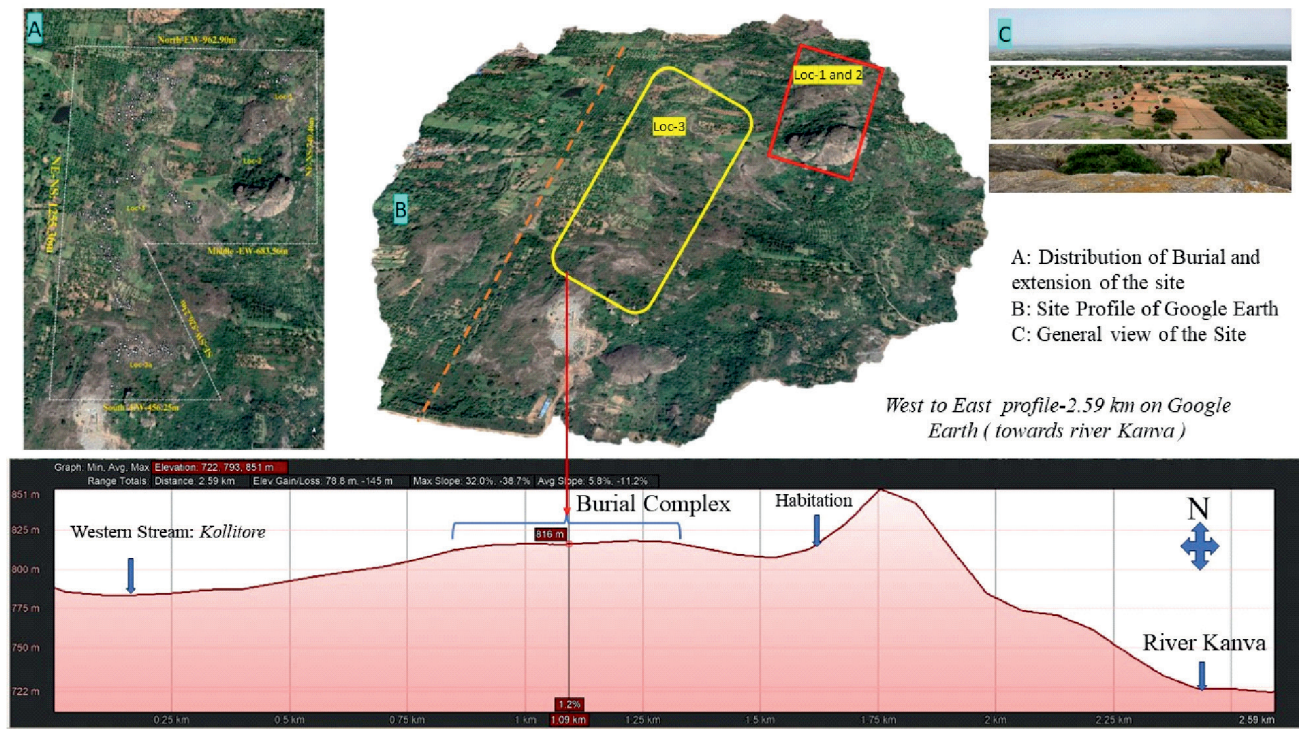 A
North-EW-962.90m
Loc-1
Loc-2
Loc-3
Middle -EW-683.56m
Loc-3a
B
Loc-3
Loc-1 and 2
C
A: Distribution of Burial and
extension of the site
B: Site Profile of Google Earth
C: General view of the Site
West to East profile-2.59 km on Google
Earth ( towards river Kanva )
Graph: Min, Avg, Max Elevation: 722, 793, 851 m
Range Totals Distance: 2.59 km Elev Gain/Loss: 78.8 m, -145 m Max Slope: 32.0%, -38.7% Avg Slope: 5.8%, -11.2%
851 m
825 m
800 m
775 m
750 m
722 m
Western Stream: Kollitore
816 m
Burial Complex
Habitation
N
River Kanva
1.2%
0.25 km
0.5 km
0.75 km
1 km
1.09 km
1.25 km
1.5 km
1.75 km
2 km
2.25 km
2.59 km